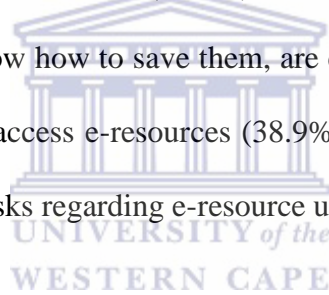 ow how to save them, are
access e-resources (38.9%
sks regarding e-resource u
UNIVERSITY of the
WESTERN CAPE